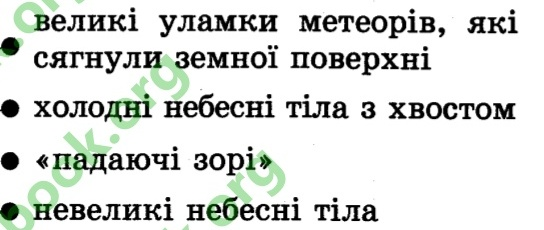 великі уламки метеорів, які
● сягнули земної поверхні
● холодні небесні тіла з хвостом
● «падаючі зорі»
● невеликі небесні тіла